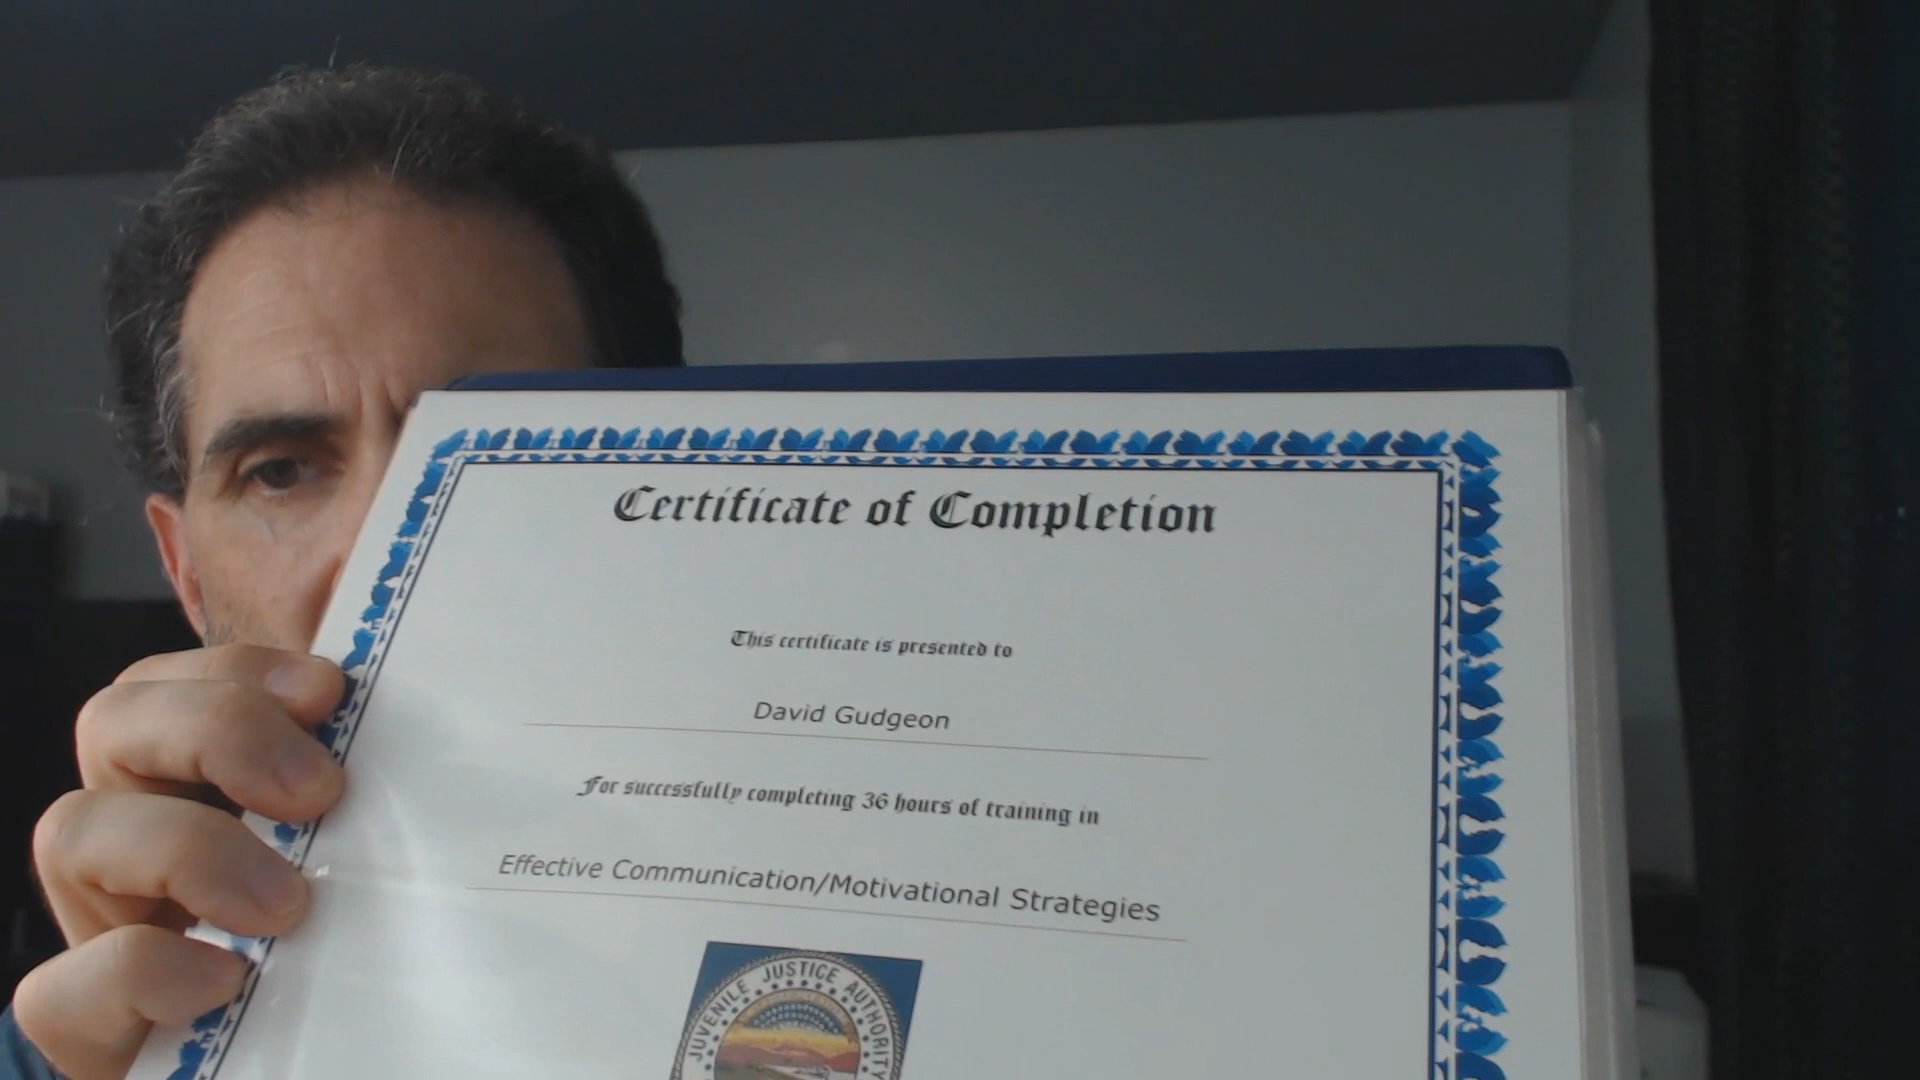 Certificate of Completion
This certificate is presented to
David Gudgeon
For successfully completing 36 hours of training in
Effective Communication/Motivational Strategies
JUVENILE JUSTICE AUTHORITY